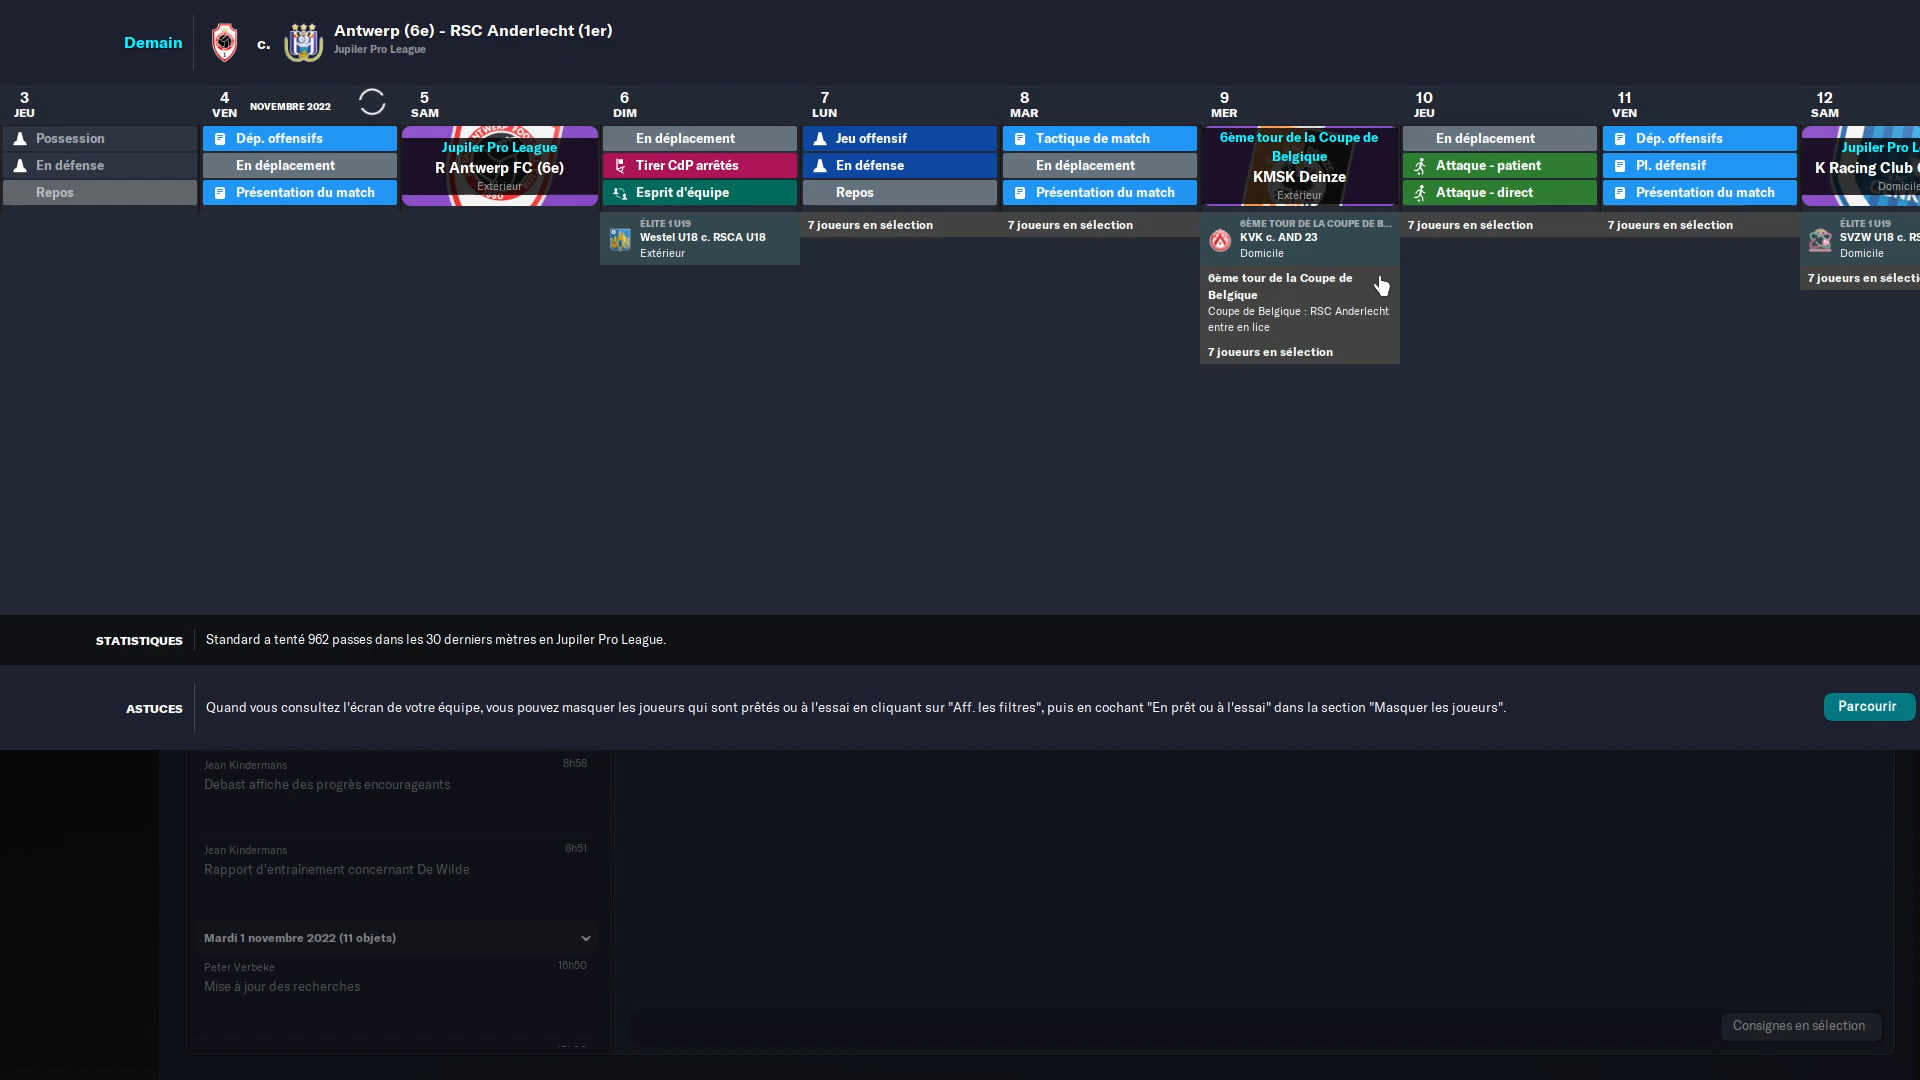 Demain
c.
Antwerp (6e) - RSC Anderlecht (1er)
Jupiler Pro League
3
JEU
4
VEN
NOVEMBRE 2022
5
SAM
6
DIM
7
LUN
8
MAR
9
MER
10
JEU
11
VEN
12
SAM
Possession
En défense
Repos
Dép. offensifs
En déplacement
Présentation du match
Jupiler Pro League
R Antwerp FC (6e)
Extérieur
En déplacement
Tirer CdP arrêtés
Esprit d'équipe
ÉLITE 1 U19
Westel U18 c. RSCA U18
Extérieur
Jeu offensif
En défense
Repos
7 joueurs en sélection
Tactique de match
En déplacement
Présentation du match
7 joueurs en sélection
6ème tour de la Coupe de
Belgique
KMSK Deinze
Extérieur
6ÈME TOUR DE LA COUPE DE B...
KVK c. AND 23
Domicile
6ème tour de la Coupe de
Belgique
Coupe de Belgique : RSC Anderlecht
entre en lice
7 joueurs en sélection
En déplacement
Attaque - patient
Attaque - direct
7 joueurs en sélection
Dép. offensifs
Pl. défensif
Présentation du match
7 joueurs en sélection
Jupiler Pro L
K Racing Club
Domicile
ÉLITE 1 U19
SVZW U18 c. RS
Domicile
7 joueurs en sélecti
STATISTIQUES
Standard a tenté 962 passes dans les 30 derniers mètres en Jupiler Pro League.
ASTUCES
Quand vous consultez l'écran de votre équipe, vous pouvez masquer les joueurs qui sont prêtés ou à l'essai en cliquant sur "Aff. les filtres", puis en cochant "En prêt ou à l'essai" dans la section "Masquer les joueurs".
Parcourir
Jean Kindermans
8h58
Debast affiche des progrès encourageants
Jean Kindermans
8h51
Rapport d'entraînement concernant De Wilde
Mardi 1 novembre 2022 (11 objets)
Peter Verbeke
16h50
Mise à jour des recherches
Consignes en sélection